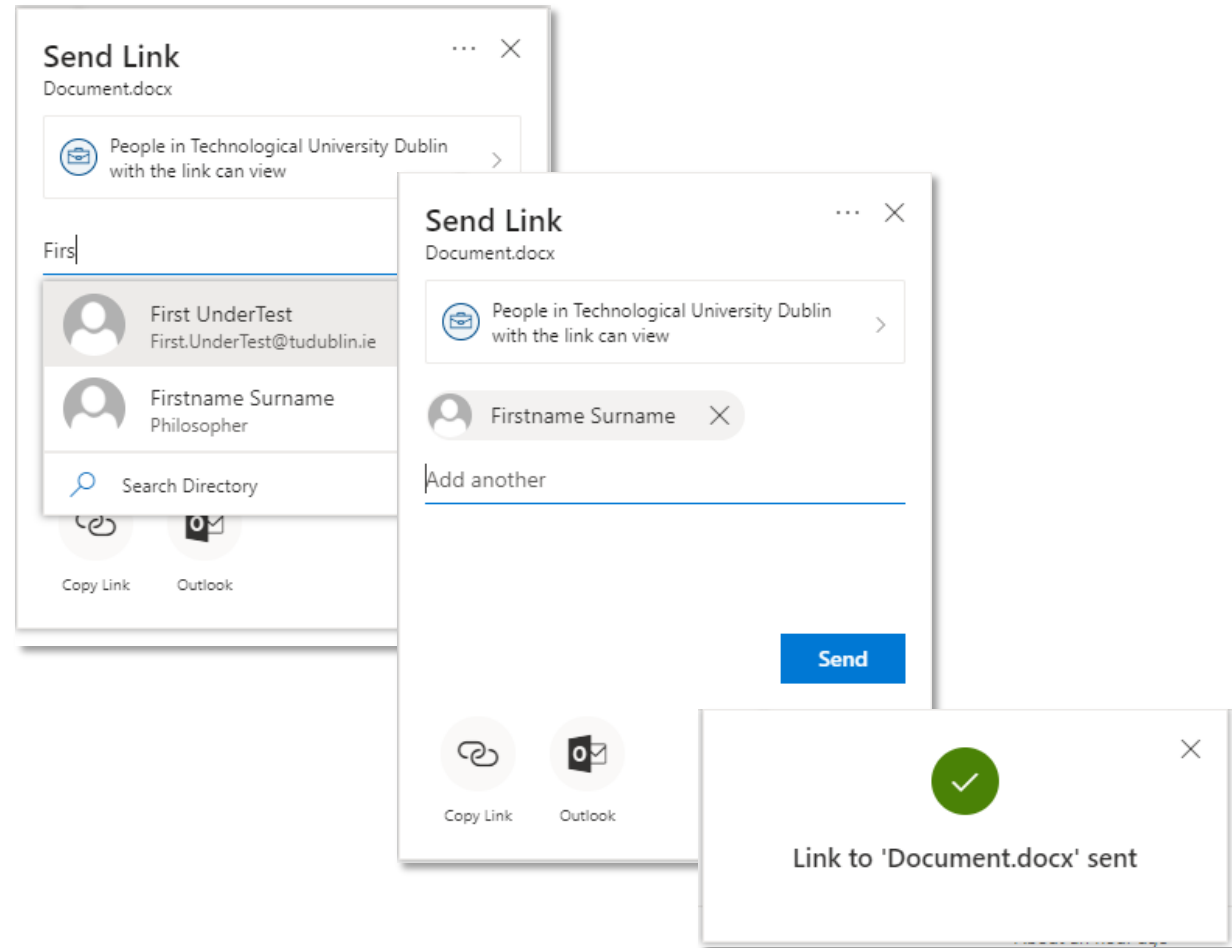 Send Link
Document.docx
People in Technological University Dublin
with the link can view
Firs
First UnderTest
First.UnderTest@tudublin.ie
Firstname Surname
Philosopher
Search Directory
Copy Link
Outlook
Send Link
Document.docx
People in Technological University Dublin
with the link can view
Firstname Surname
Add another
Send
Copy Link
Outlook
Link to 'Document.docx' sent